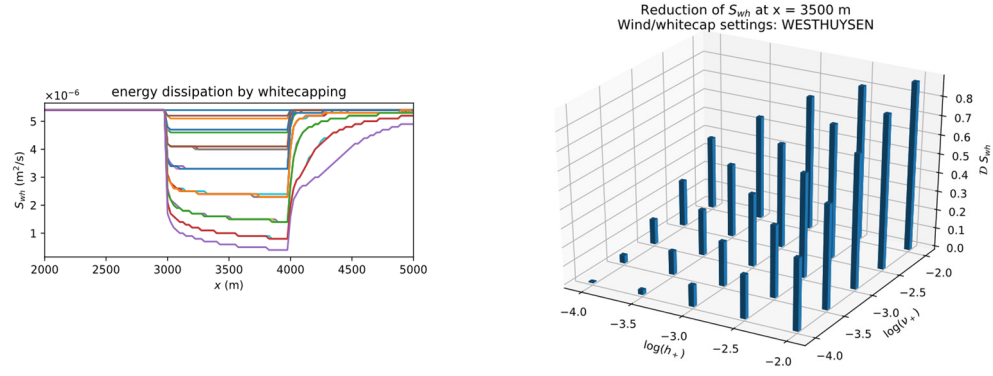 energy dissipation by whitecapping
×10⁻⁶
5
4
3
2
1
S_wh (m²/s)
2000 2500 3000 3500 4000 4500 5000
x (m)
Reduction of S_wh at x = 3500 m
Wind/whitecap settings: WESTHUYSEN
0.8
0.7
0.6
0.5
0.4
0.3
0.2
0.1
0.0
D S_wh
−4.0 −3.5 −3.0 −2.5 −2.0
log(h₊)
−4.0 −3.5 −3.0 −2.5 −2.0
log(ν₊)